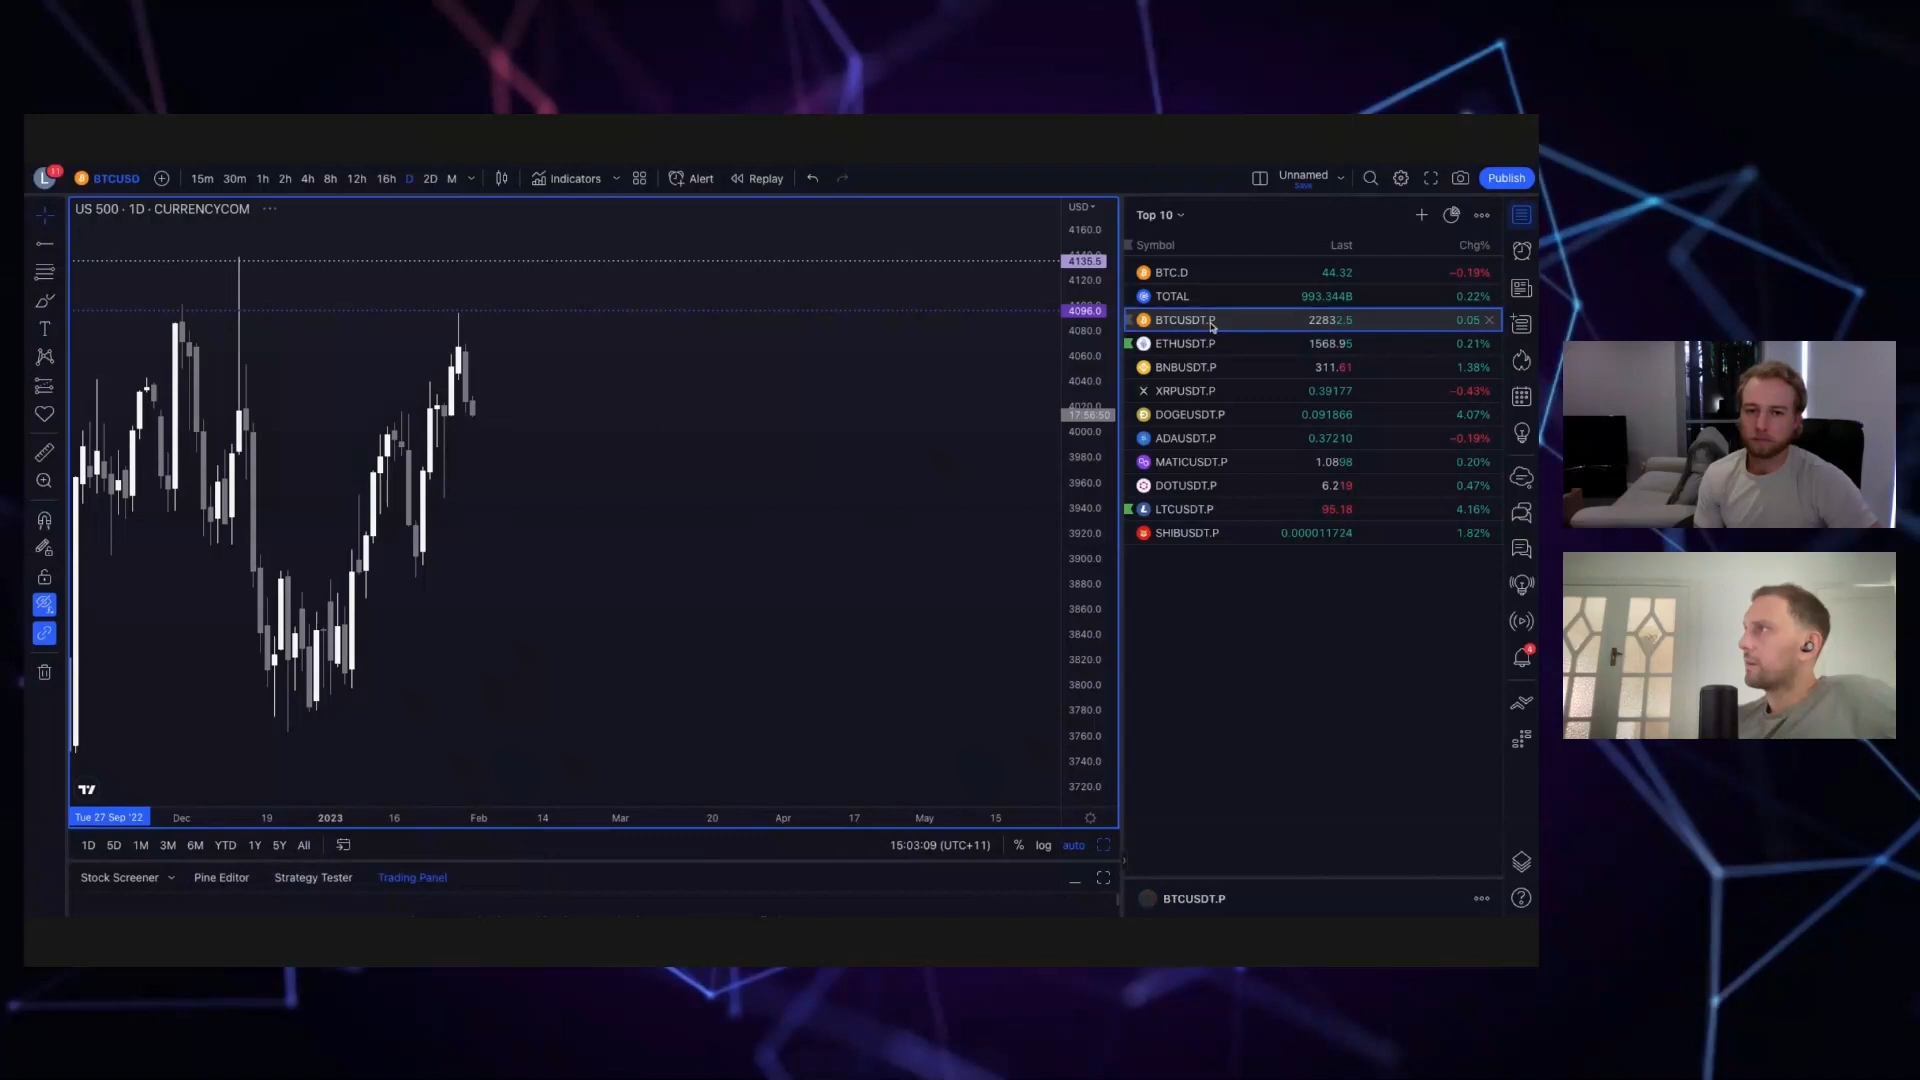 L 11 BTCUSD 15m 30m 1h 2h 4h 8h 12h 16h D 2D M Indicators Alert Replay Unnamed Save Publish
US 500 · 1D · CURRENCYCOM
USD
4160.0
4135.5
4120.0
4096.0
4080.0
4060.0
4040.0
4020.0
17:56:50
4000.0
3980.0
3960.0
3940.0
3920.0
3900.0
3880.0
3860.0
3840.0
3820.0
3800.0
3780.0
3760.0
3740.0
3720.0
Tue 27 Sep '22 Dec 19 2023 16 Feb 14 Mar 20 Apr 17 May 15
1D 5D 1M 3M 6M YTD 1Y 5Y All 15:03:09 (UTC+11) % log auto
Stock Screener Pine Editor Strategy Tester Trading Panel
Top 10
Symbol Last Chg%
BTC.D 44.32 −0.19%
TOTAL 993.344B 0.22%
BTCUSDT.P 22832.5 0.05
ETHUSDT.P 1568.95 0.21%
BNBUSDT.P 311.61 1.38%
XRPUSDT.P 0.39177 −0.43%
DOGEUSDT.P 0.091866 4.07%
ADAUSDT.P 0.37210 −0.19%
MATICUSDT.P 1.0898 0.20%
DOTUSDT.P 6.219 0.47%
LTCUSDT.P 95.18 4.16%
SHIBUSDT.P 0.000011724 1.82%
4
BTCUSDT.P